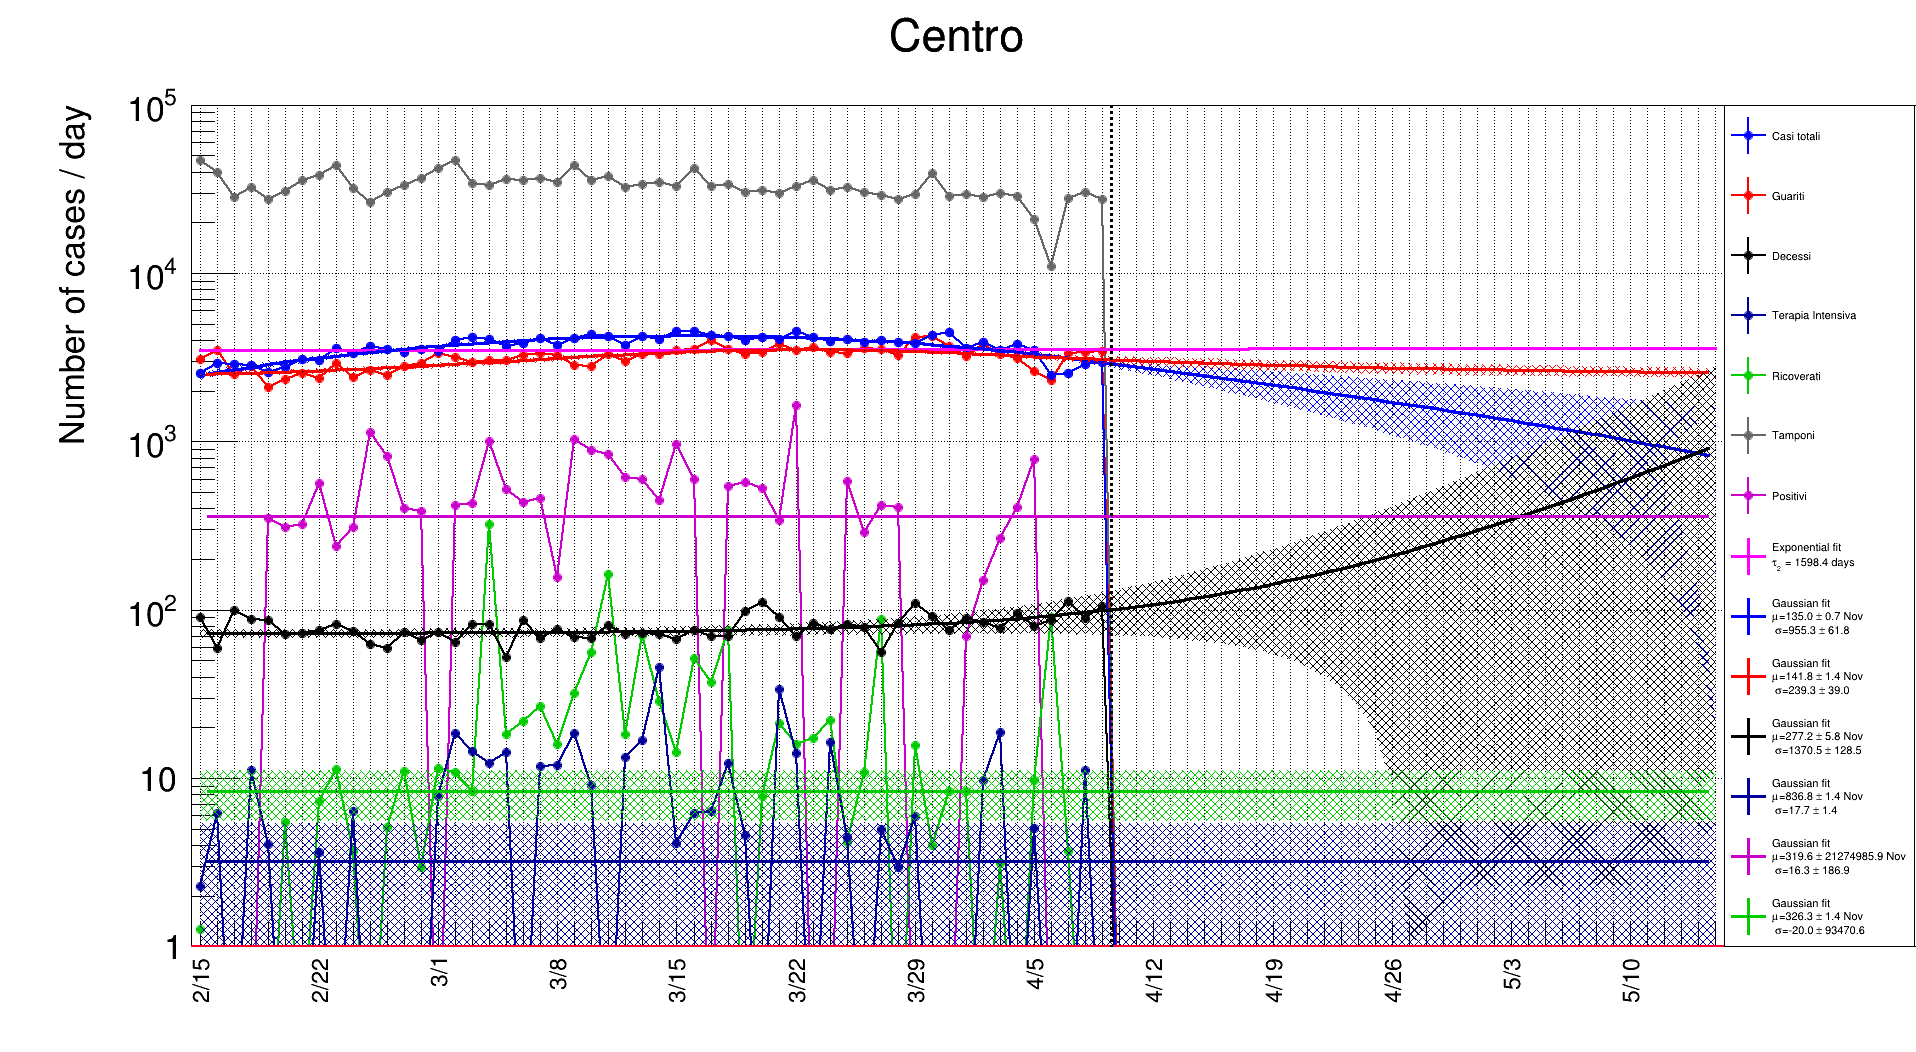 Centro
Number of cases / day
10^5
10^4
10^3
10^2
10
1
2/15
2/22
3/1
3/8
3/15
3/22
3/29
4/5
4/12
4/19
4/26
5/3
5/10
Casi totali
Guariti
Decessi
Terapia Intensiva
Ricoverati
Tamponi
Positivi
Exponential fit
τ₂ = 1598.4 days
Gaussian fit
μ=135.0 ± 0.7 Nov
σ=955.3 ± 61.8
Gaussian fit
μ=141.8 ± 1.4 Nov
σ=239.3 ± 39.0
Gaussian fit
μ=277.2 ± 5.8 Nov
σ=1370.5 ± 128.5
Gaussian fit
μ=836.8 ± 1.4 Nov
σ=17.7 ± 1.4
Gaussian fit
μ=319.6 ± 21274985.9 Nov
σ=16.3 ± 186.9
Gaussian fit
μ=326.3 ± 1.4 Nov
σ=-20.0 ± 93470.6